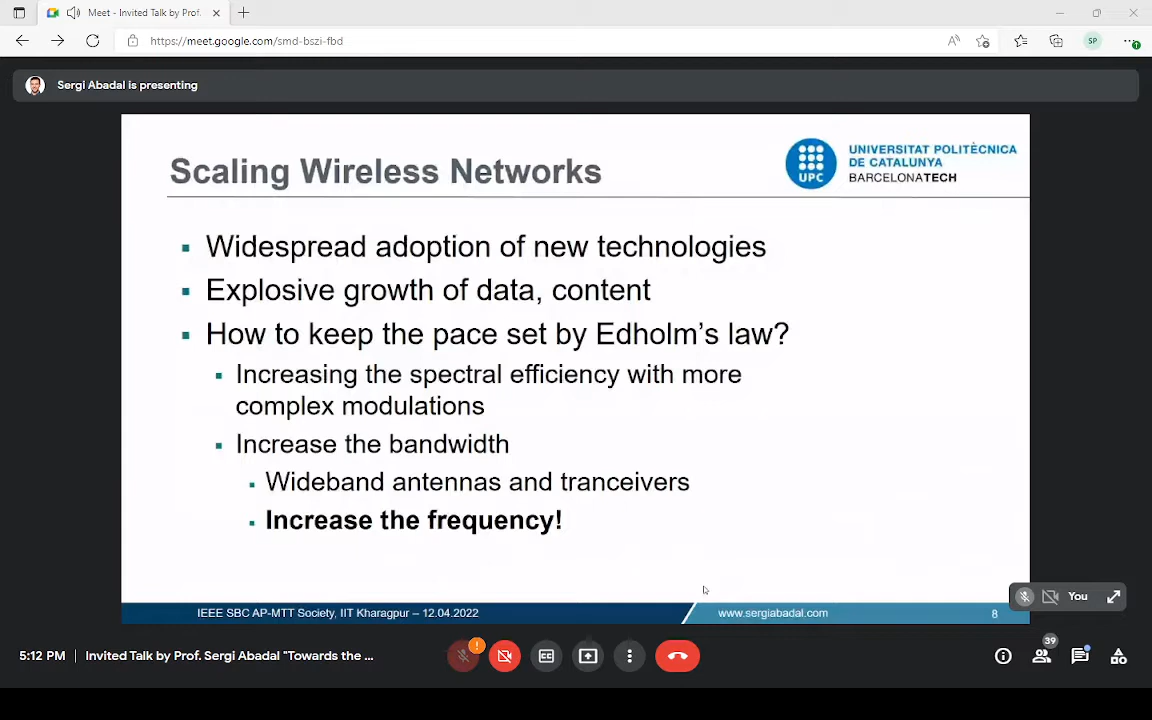 Meet - Invited Talk by Prof.
https://meet.google.com/smd-bszi-fbd
SP
Sergi Abadal is presenting
Scaling Wireless Networks
UPC
UNIVERSITAT POLITÈCNICA
DE CATALUNYA
BARCELONATECH
Widespread adoption of new technologies
Explosive growth of data, content
How to keep the pace set by Edholm's law?
Increasing the spectral efficiency with more
complex modulations
Increase the bandwidth
Wideband antennas and tranceivers
Increase the frequency!
IEEE SBC AP-MTT Society, IIT Kharagpur – 12.04.2022
www.sergiabadal.com
8
You
5:12 PM | Invited Talk by Prof. Sergi Abadal "Towards the ...
39